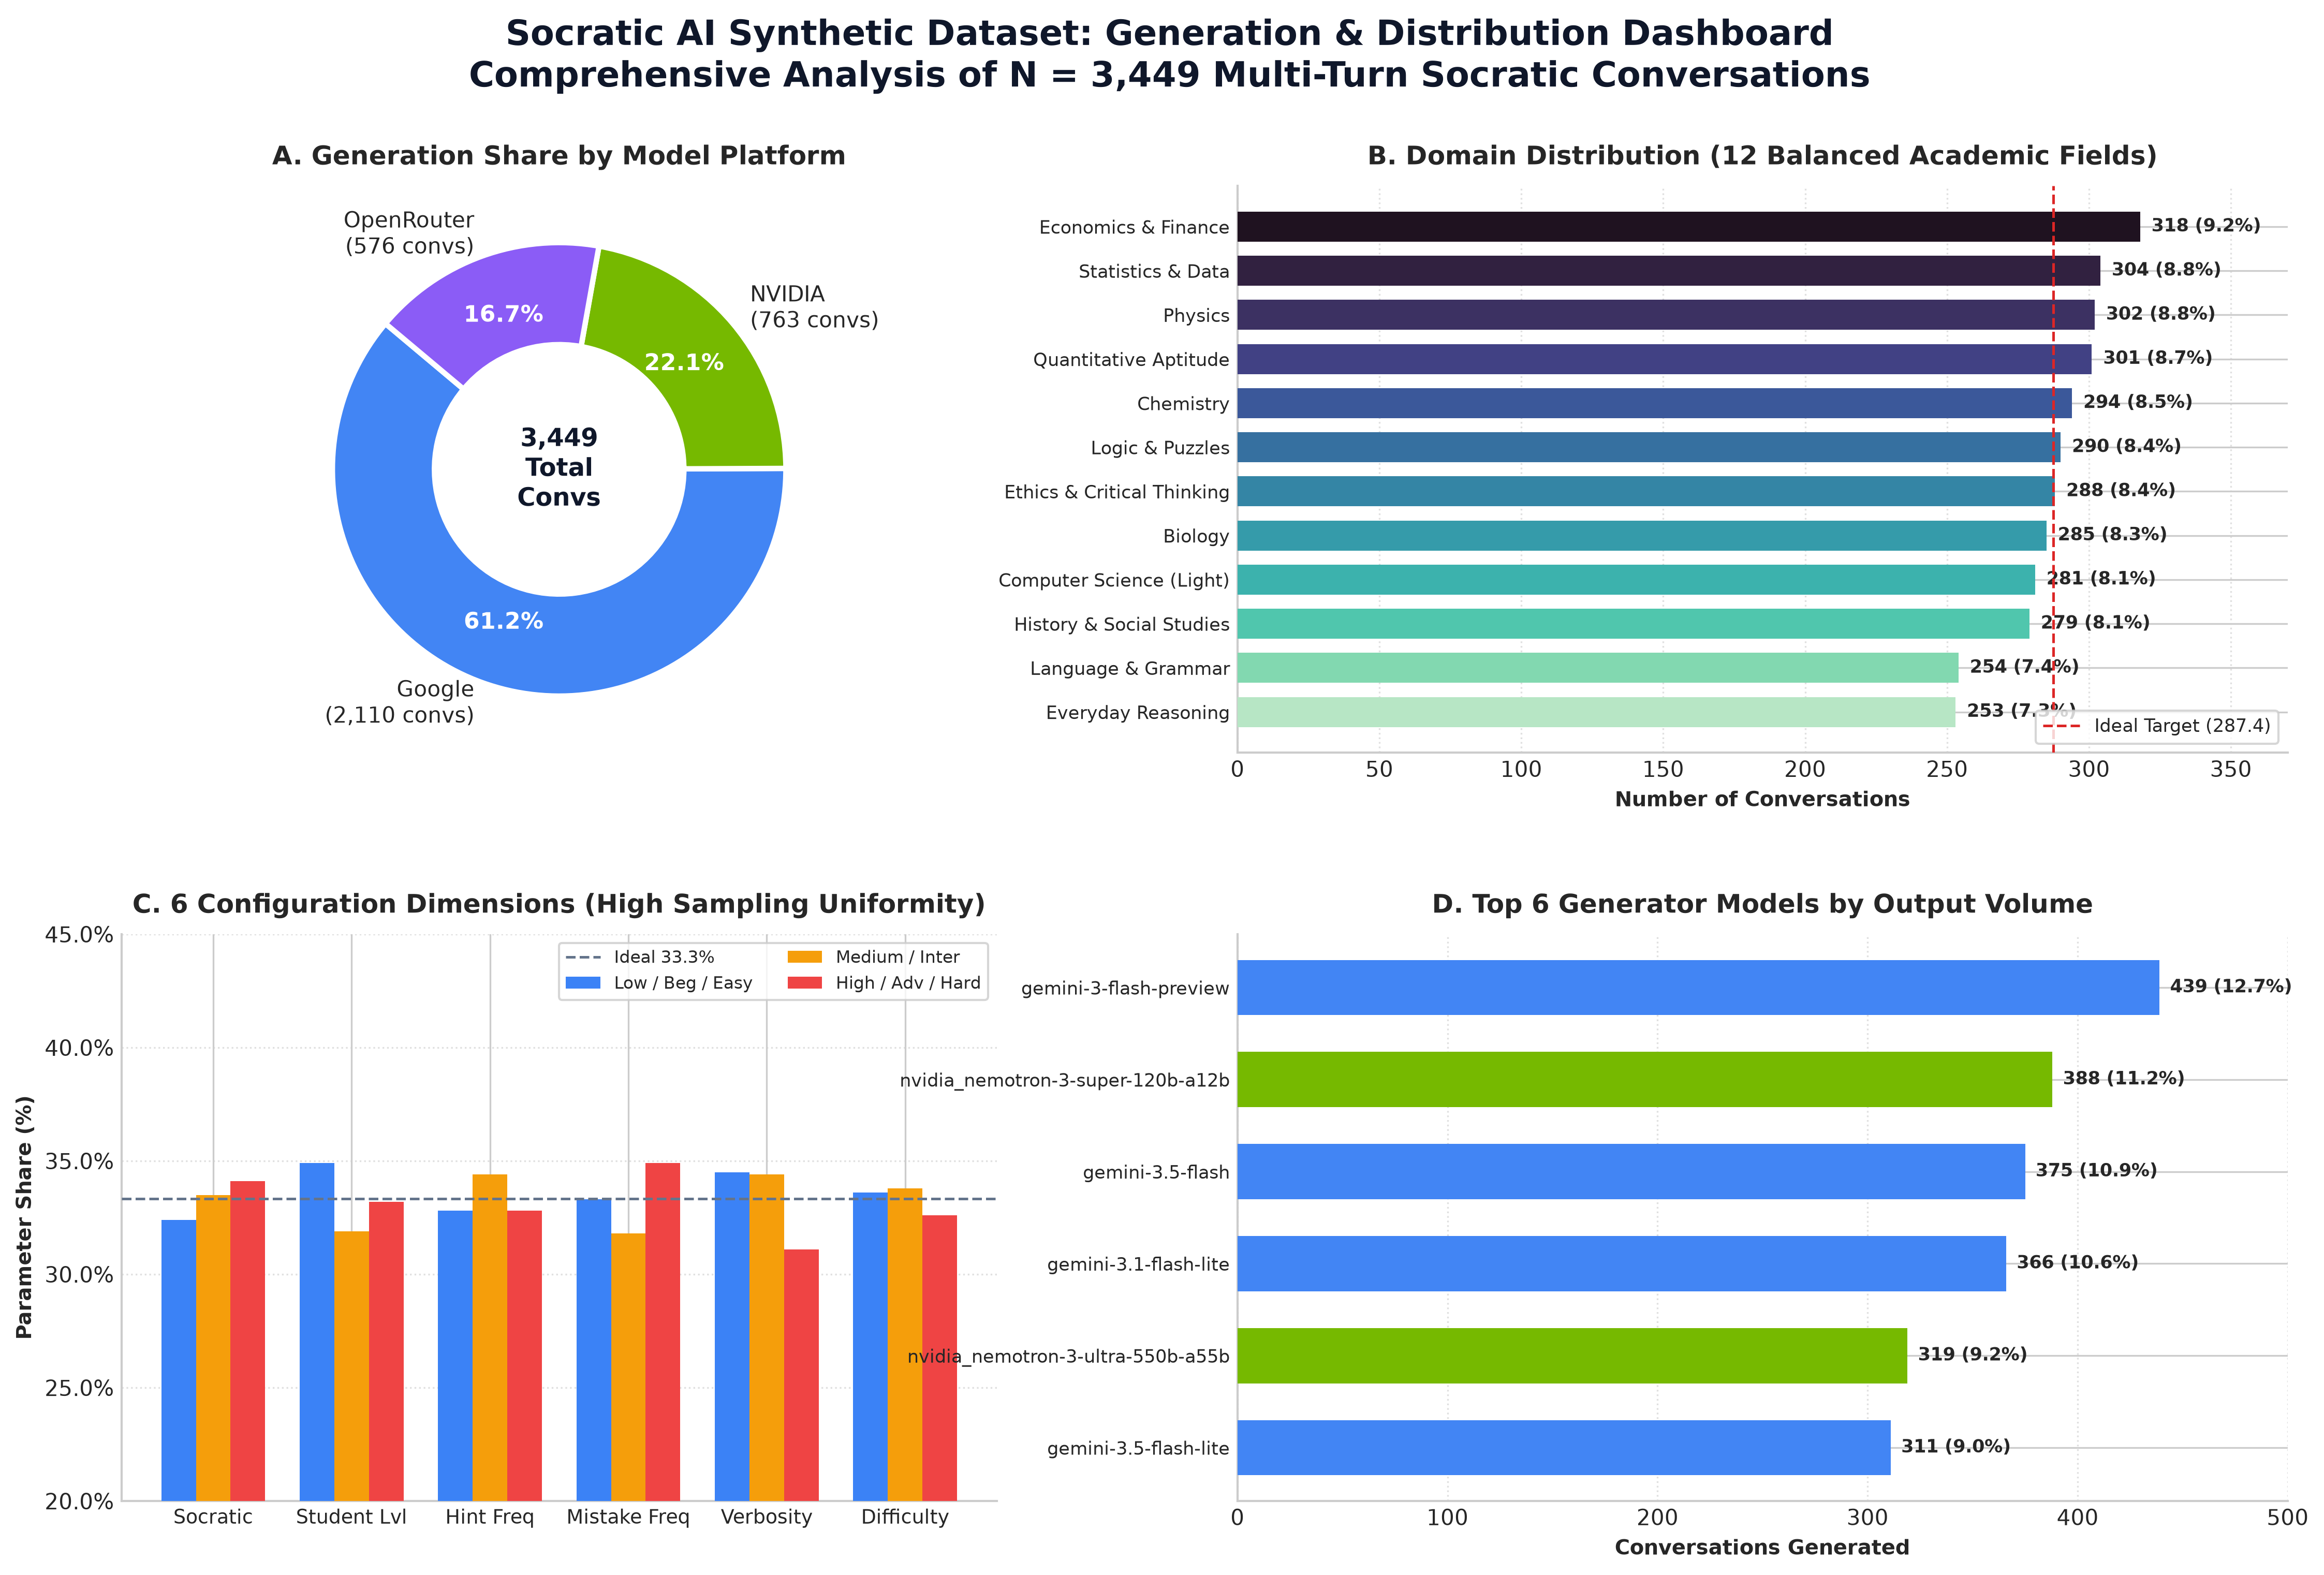 Socratic AI Synthetic Dataset: Generation & Distribution Dashboard
Comprehensive Analysis of N = 3,449 Multi-Turn Socratic Conversations
A. Generation Share by Model Platform
OpenRouter
(576 convs)
NVIDIA
(763 convs)
16.7%
22.1%
3,449
Total
Convs
61.2%
Google
(2,110 convs)
B. Domain Distribution (12 Balanced Academic Fields)
Economics & Finance
318 (9.2%)
Statistics & Data
304 (8.8%)
Physics
302 (8.8%)
Quantitative Aptitude
301 (8.7%)
Chemistry
294 (8.5%)
Logic & Puzzles
290 (8.4%)
Ethics & Critical Thinking
288 (8.4%)
Biology
285 (8.3%)
Computer Science (Light)
281 (8.1%)
History & Social Studies
279 (8.1%)
Language & Grammar
254 (7.4%)
Everyday Reasoning
253 (7.3%)
Ideal Target (287.4)
0 50 100 150 200 250 300 350
Number of Conversations
C. 6 Configuration Dimensions (High Sampling Uniformity)
Parameter Share (%)
45.0%
40.0%
35.0%
30.0%
25.0%
20.0%
Ideal 33.3%
Low / Beg / Easy
Medium / Inter
High / Adv / Hard
Socratic Student Lvl Hint Freq Mistake Freq Verbosity Difficulty
D. Top 6 Generator Models by Output Volume
gemini-3-flash-preview
439 (12.7%)
nvidia_nemotron-3-super-120b-a12b
388 (11.2%)
gemini-3.5-flash
375 (10.9%)
gemini-3.1-flash-lite
366 (10.6%)
nvidia_nemotron-3-ultra-550b-a55b
319 (9.2%)
gemini-3.5-flash-lite
311 (9.0%)
0 100 200 300 400 500
Conversations Generated